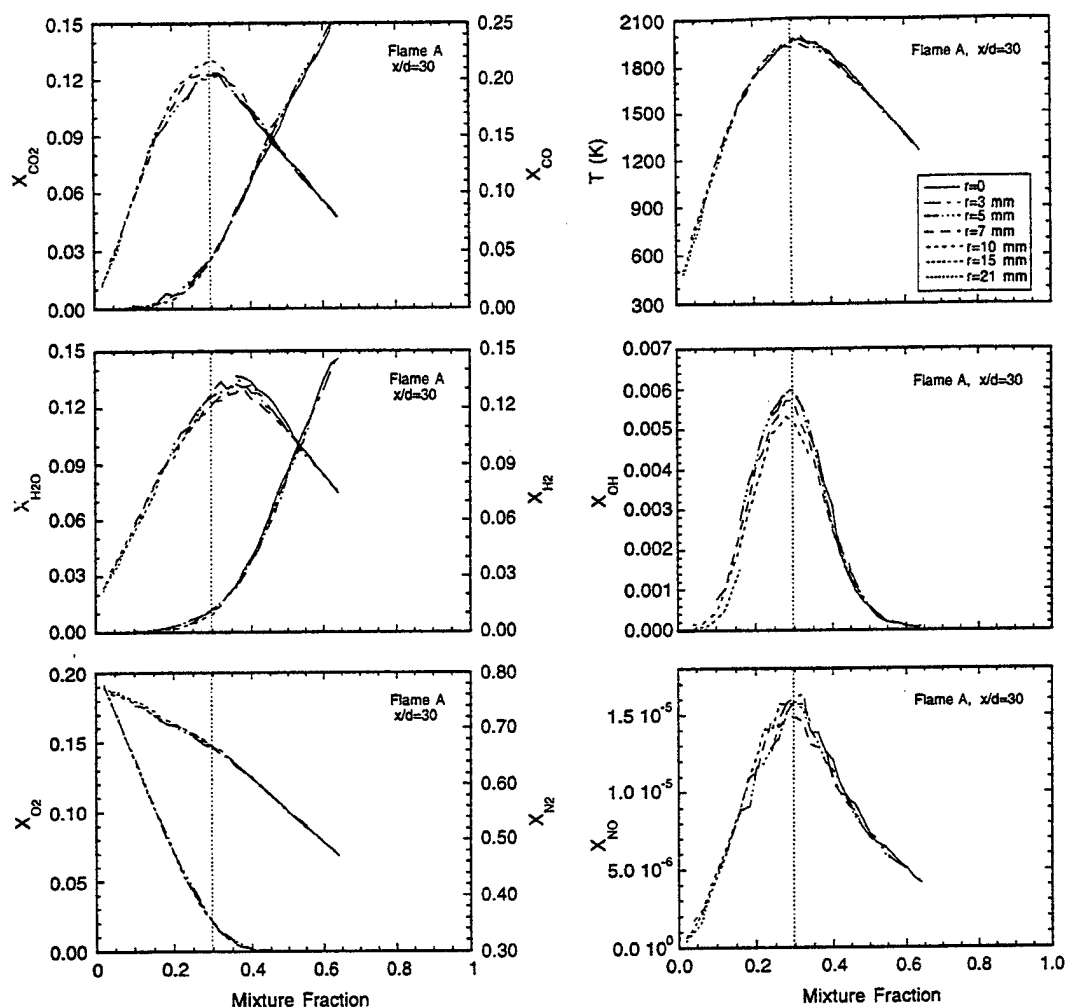 0.15
0.12
0.09
0.06
0.03
0.00
X_CO2
0.25
0.20
0.15
0.10
0.05
0.00
X_CO
Flame A
x/d=30
2100
1800
1500
1200
900
600
300
T (K)
Flame A, x/d=30
r=0
r=3 mm
r=5 mm
r=7 mm
r=10 mm
r=15 mm
r=21 mm
0.15
0.12
0.09
0.06
0.03
0.00
X_H2O
0.15
0.12
0.09
0.06
0.03
0.00
X_H2
Flame A
x/d=30
0.007
0.006
0.005
0.004
0.003
0.002
0.001
0.000
X_OH
Flame A, x/d=30
0.20
0.15
0.10
0.05
0.00
X_O2
0.80
0.70
0.60
0.50
0.40
0.30
X_N2
Flame A
x/d=30
0 0.2 0.4 0.6 0.8 1
Mixture Fraction
1.5 10^-5
1.0 10^-5
5.0 10^-6
0.0 10^0
X_NO
Flame A, x/d=30
0.0 0.2 0.4 0.6 0.8 1.0
Mixture Fraction